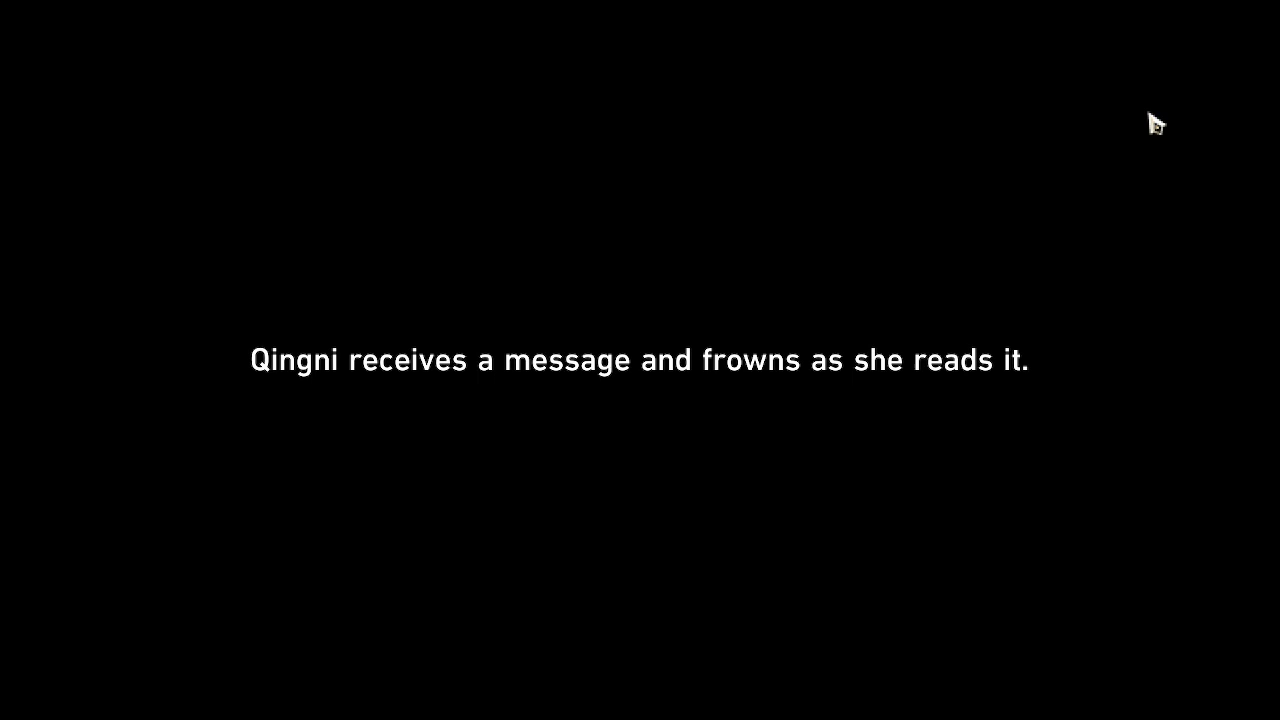 Qingni receives a message and frowns as she reads it.